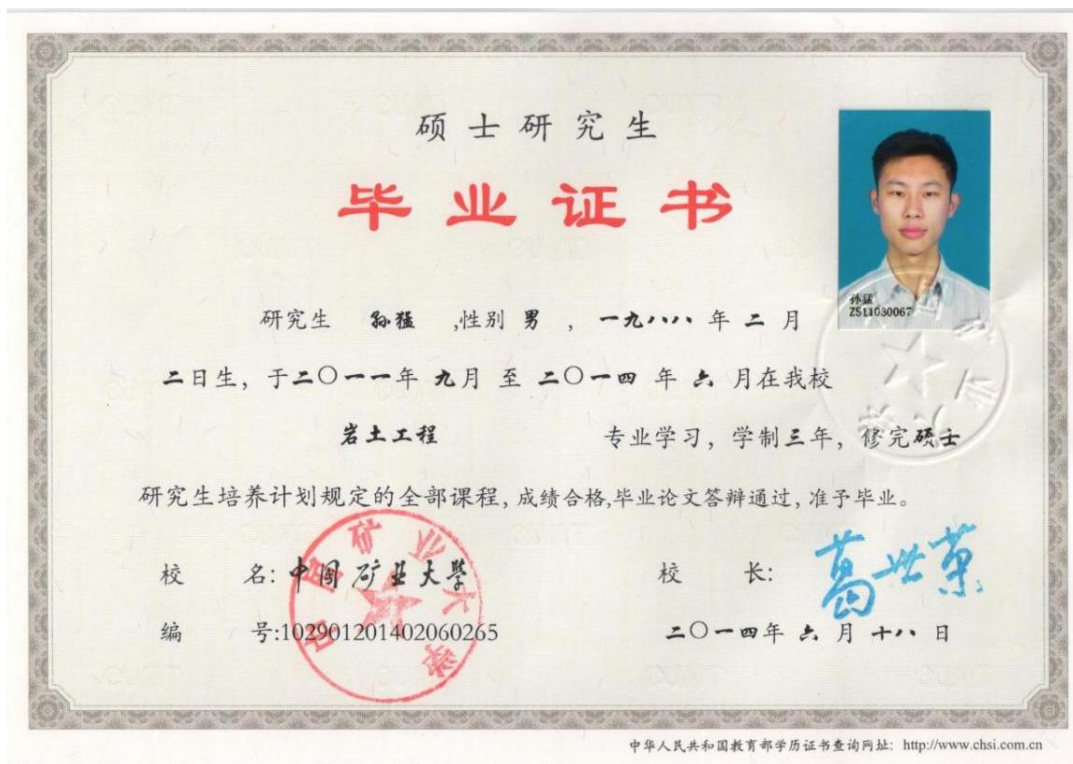 硕士研究生
毕业证书
孙猛
ZS11030067
研究生 孙猛 ,性别 男 , 一九八八 年 二 月
二日生, 于二〇一一年 九月 至 二〇一四 年 六 月在我校
岩土工程 专业学习, 学制三年, 修完硕士
研究生培养计划规定的全部课程, 成绩合格,毕业论文答辩通过, 准予毕业。
校 名: 中国矿业大学 校 长: 葛世荣
编 号:102901201402060265 二〇一四年 六 月 十八 日
中国矿业大学
中华人民共和国教育部学历证书查询网址: http://www.chsi.com.cn